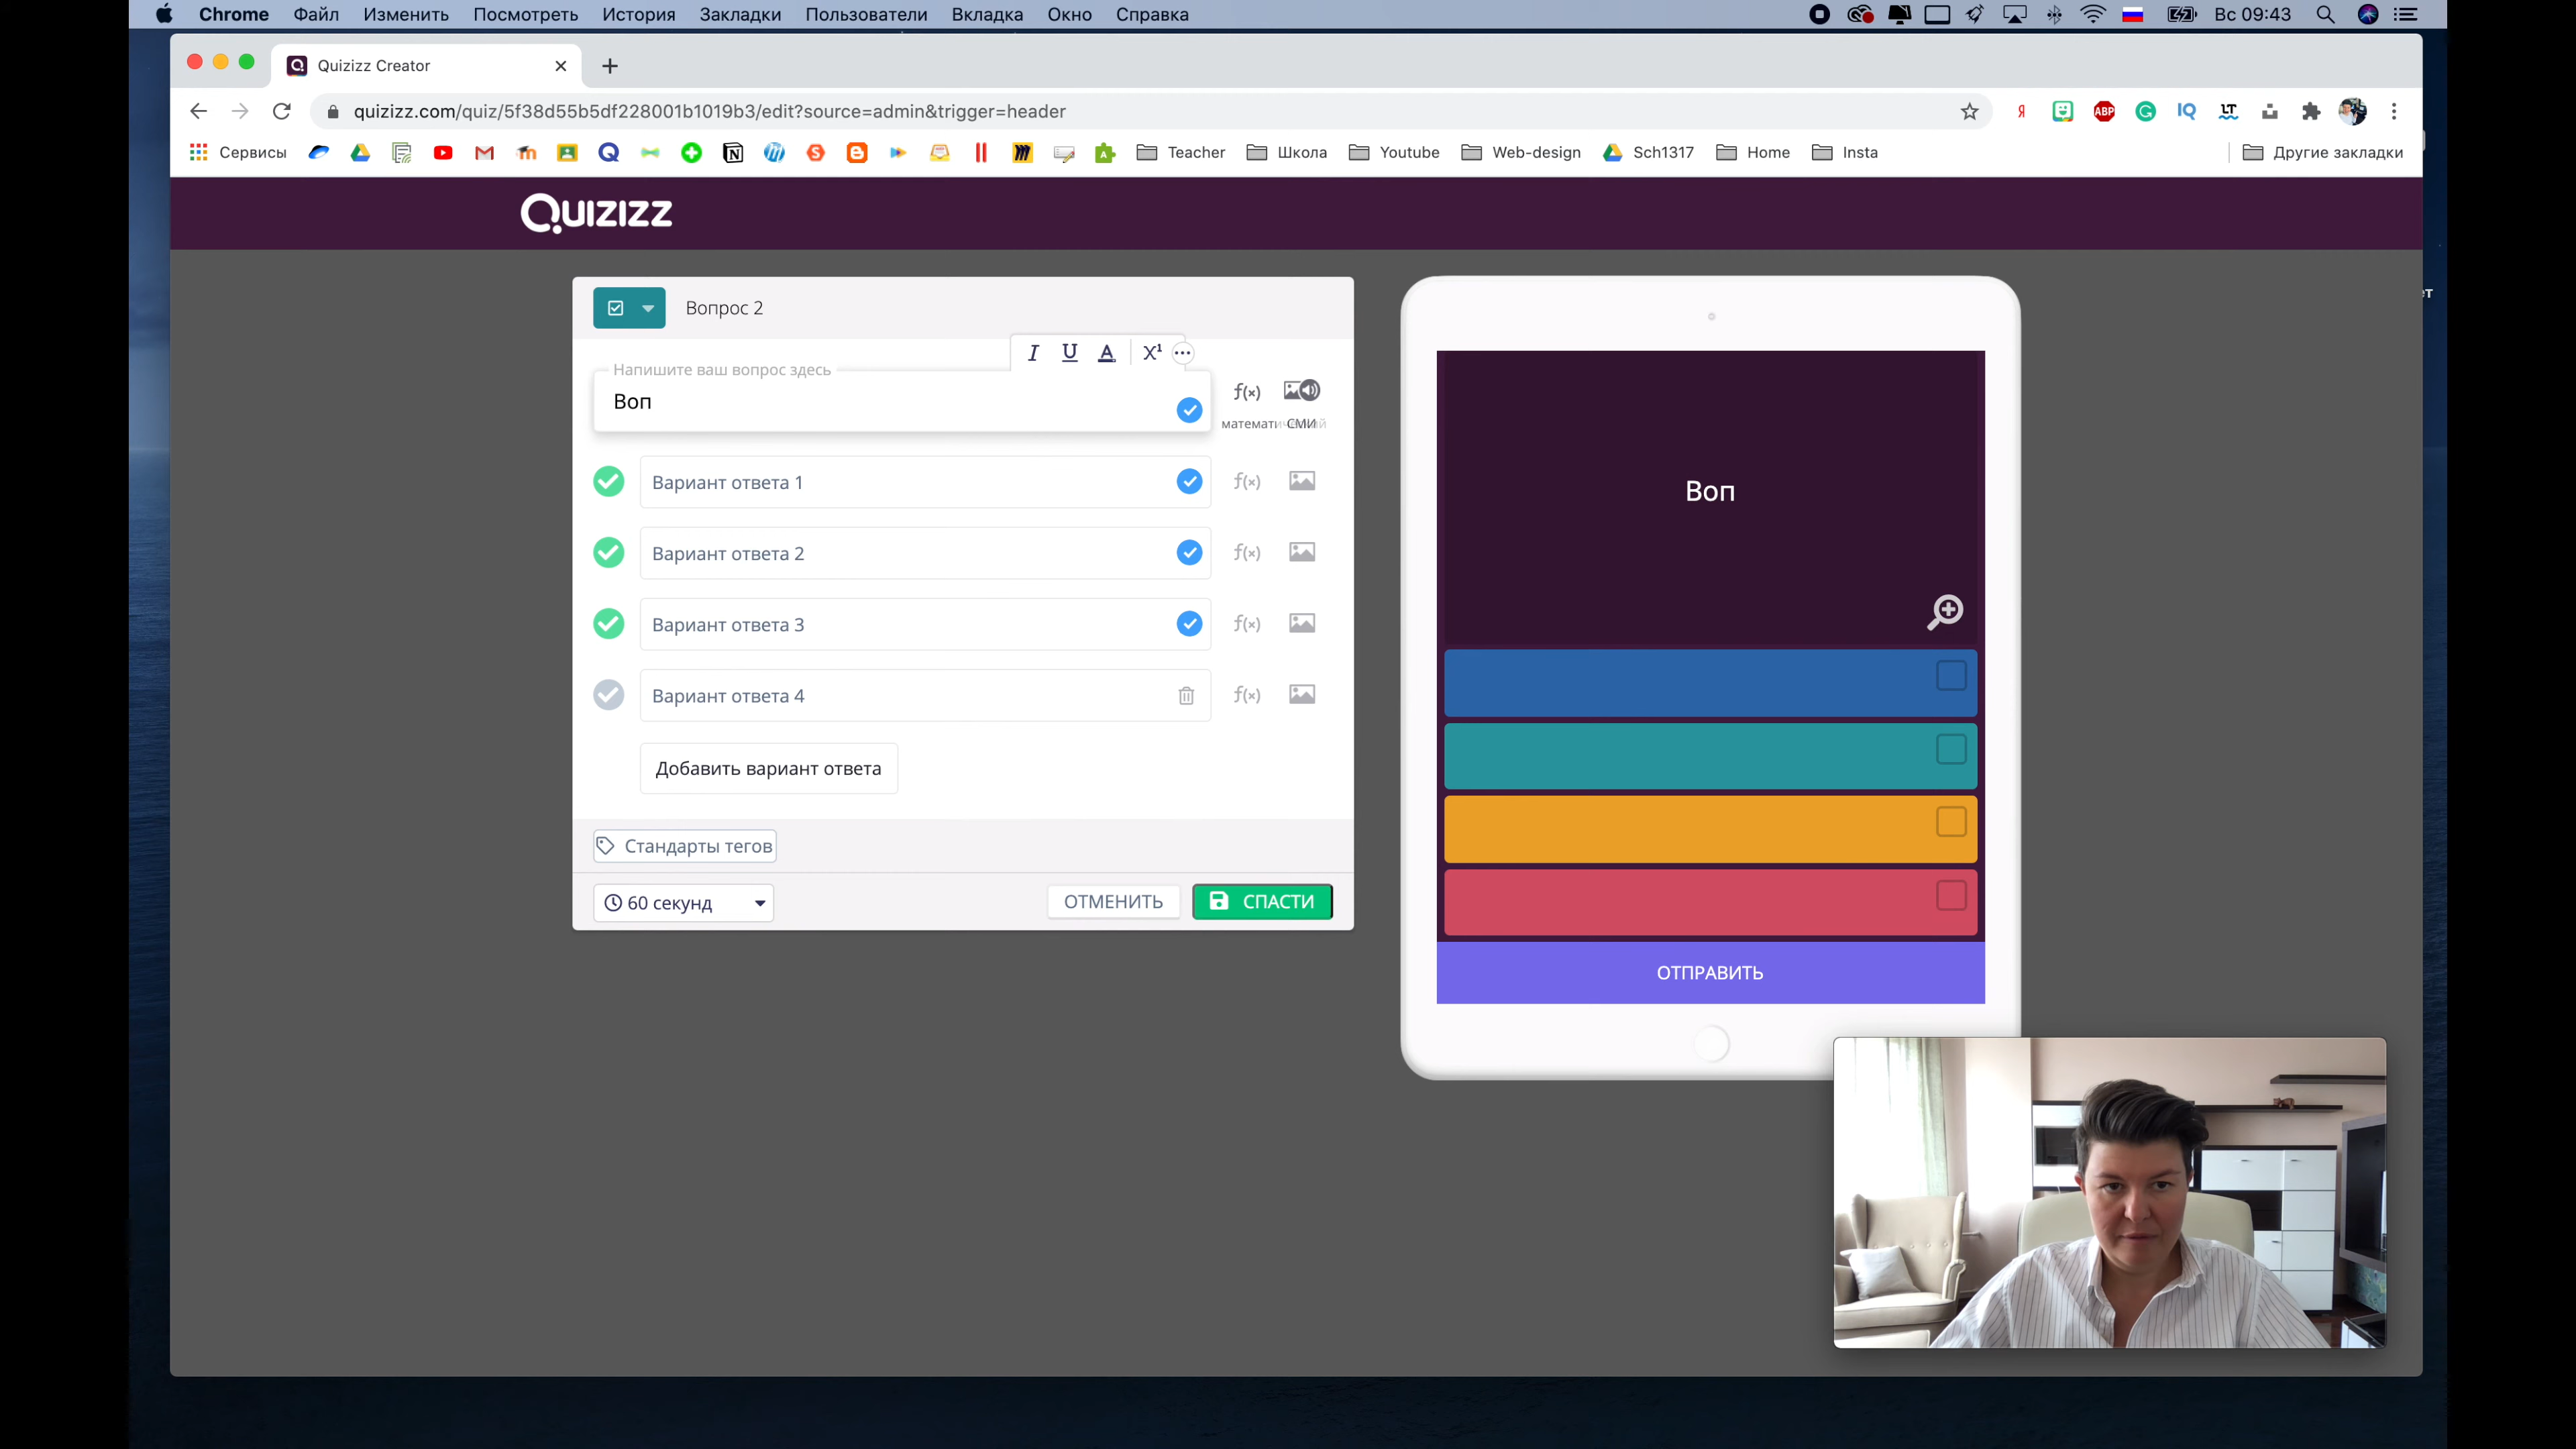 Chrome Файл Изменить Посмотреть История Закладки Пользователи Вкладка Окно Справка Вс 09:43
Quizizz Creator
quizizz.com/quiz/5f38d55b5df228001b1019b3/edit?source=admin&trigger=header
Сервисы Teacher Школа Youtube Web-design Sch1317 Home Insta Другие закладки
Quizizz
Вопрос 2
I U A X¹
Напишите ваш вопрос здесь
Воп
f(x)
СМИ
Вариант ответа 1
f(x)
Вариант ответа 2
f(x)
Вариант ответа 3
f(x)
Вариант ответа 4
f(x)
Добавить вариант ответа
Стандарты тегов
60 секунд
ОТМЕНИТЬ
СПАСТИ
Воп
ОТПРАВИТЬ